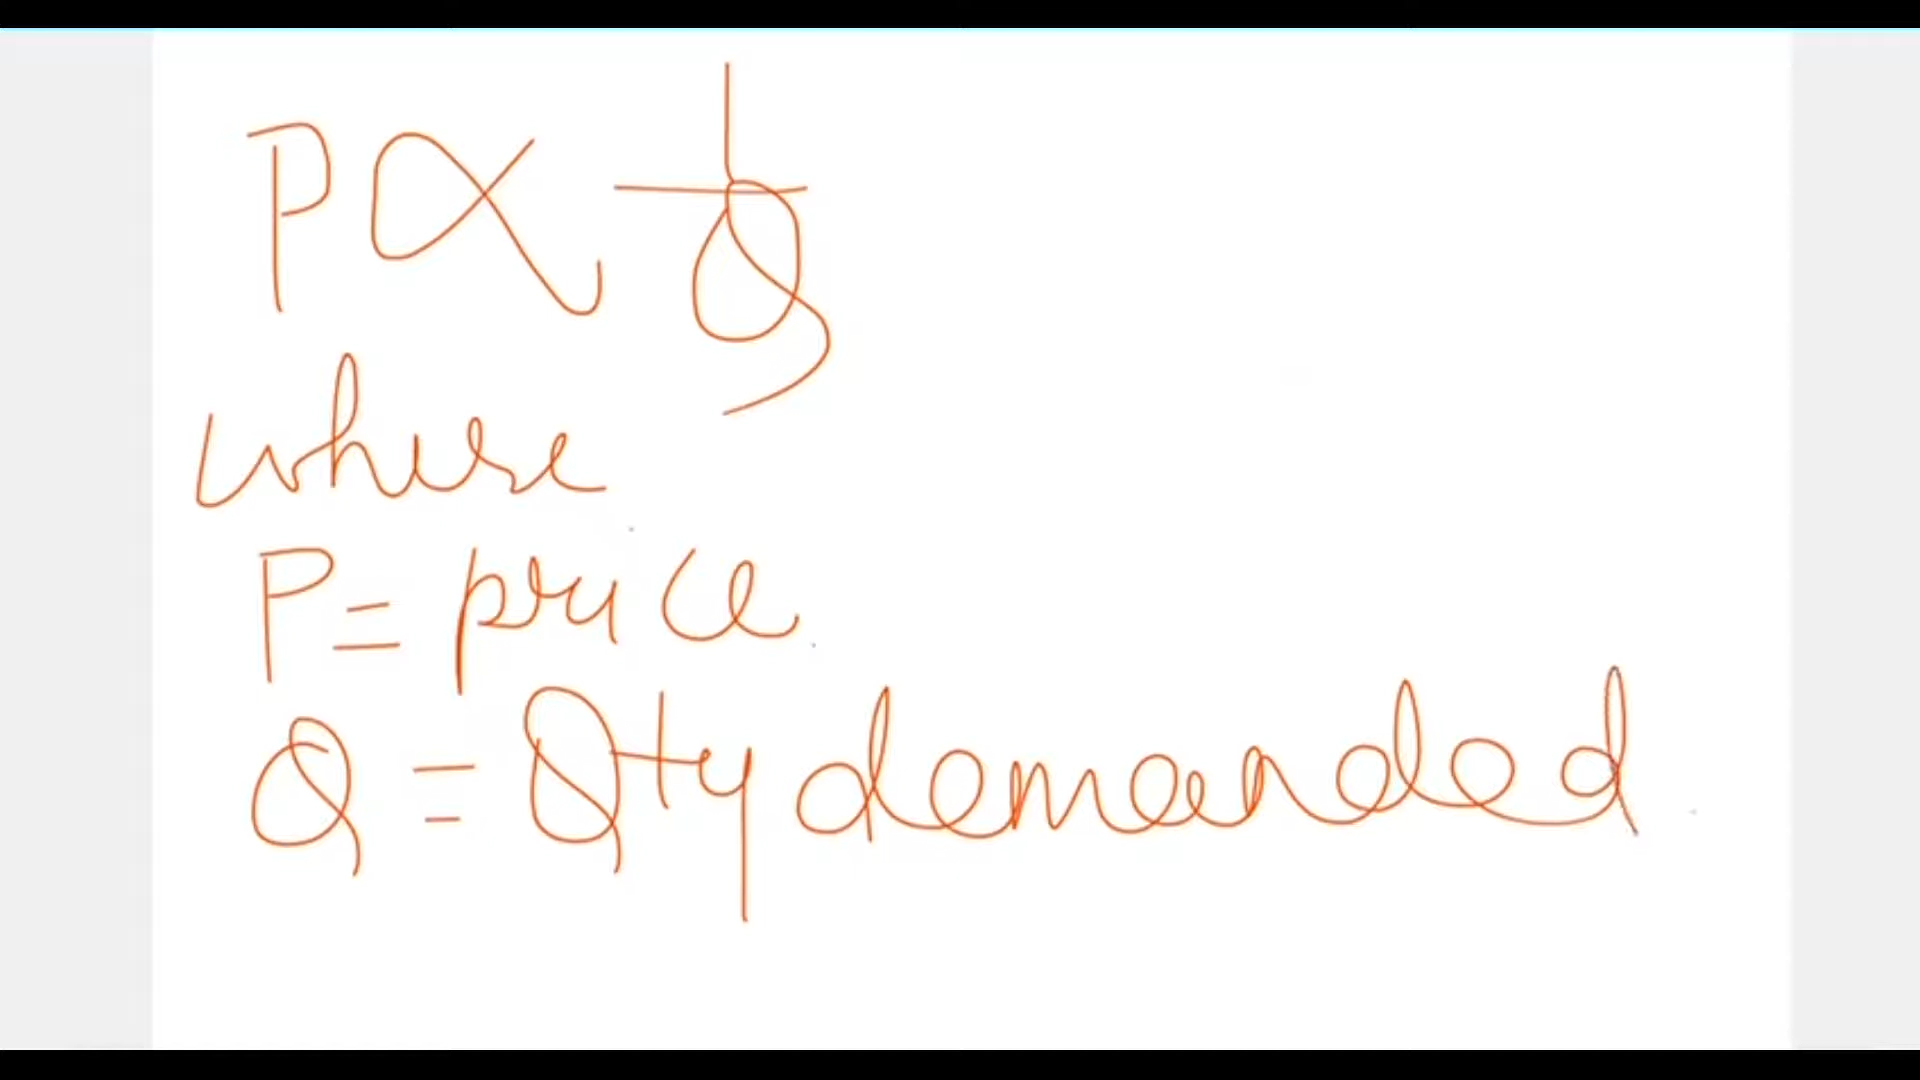 P ∝ 1/Q
where
P = price
Q = Qty demanded